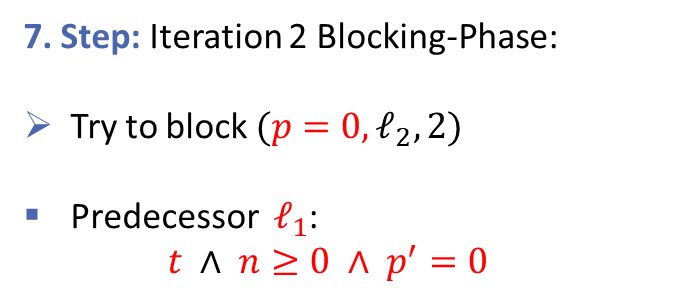 7. Step: Iteration 2 Blocking-Phase:
➢ Try to block (p = 0, ℓ₂, 2)
▪ Predecessor ℓ₁:
t ∧ n ≥ 0 ∧ p′ = 0